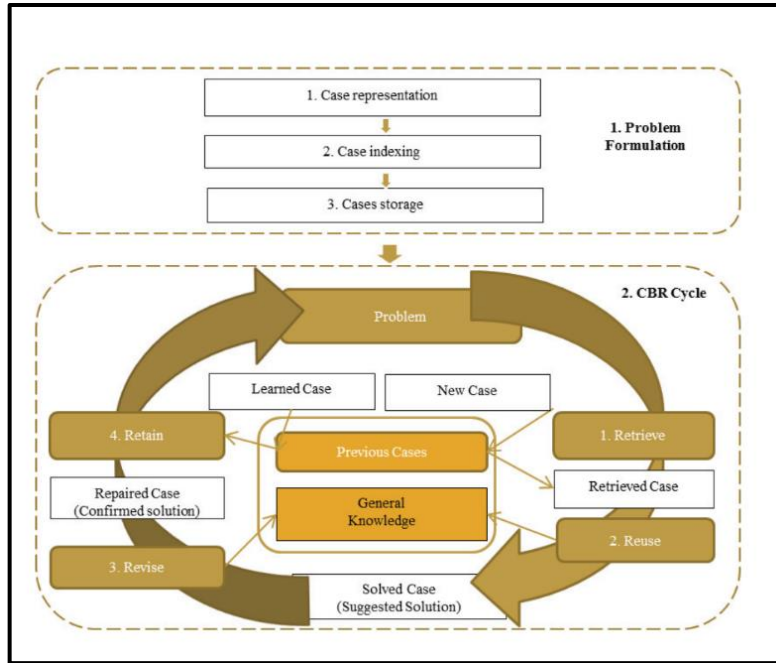 1. Case representation
2. Case indexing
3. Cases storage
1. Problem
Formulation
2. CBR Cycle
Problem
Learned Case
New Case
4. Retain
Previous Cases
1. Retrieve
Repaired Case
(Confirmed solution)
General
Knowledge
Retrieved Case
3. Revise
2. Reuse
Solved Case
(Suggested Solution)